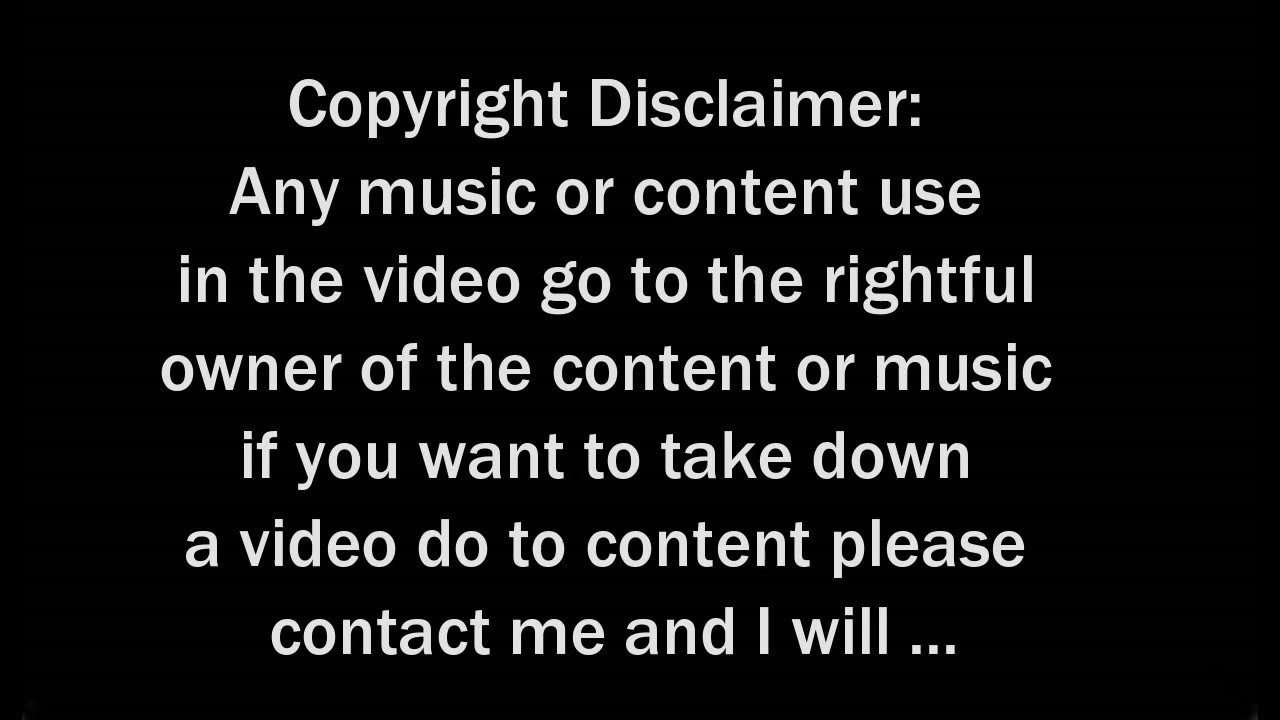 Copyright Disclaimer:
Any music or content use
in the video go to the rightful
owner of the content or music
if you want to take down
a video do to content please
contact me and I will ...